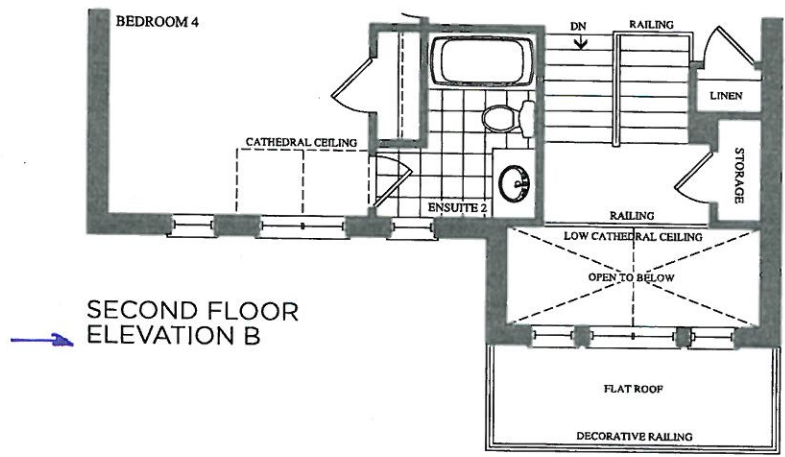 BEDROOM 4
DN
RAILING
LINEN
CATHEDRAL CEILING
STORAGE
ENSUITE 2
RAILING
LOW CATHEDRAL CEILING
OPEN TO BELOW
SECOND FLOOR
ELEVATION B
FLAT ROOF
DECORATIVE RAILING